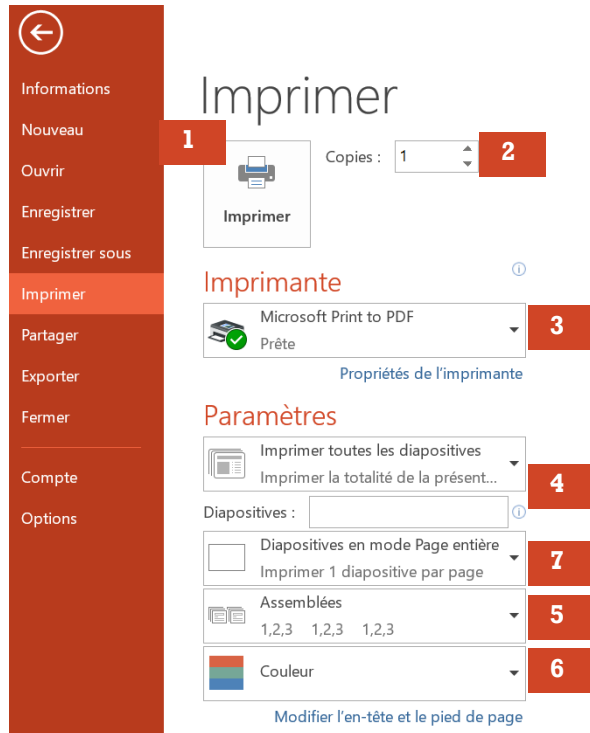 Informations
Nouveau
Ouvrir
Enregistrer
Enregistrer sous
Imprimer
Partager
Exporter
Fermer
Compte
Options
Imprimer
1
Imprimer
Copies : 1
2
Imprimante
Microsoft Print to PDF
Prête
3
Propriétés de l'imprimante
Paramètres
Imprimer toutes les diapositives
Imprimer la totalité de la présent...
4
Diapositives :
Diapositives en mode Page entière
Imprimer 1 diapositive par page
7
Assemblées
1,2,3 1,2,3 1,2,3
5
Couleur
6
Modifier l'en-tête et le pied de page